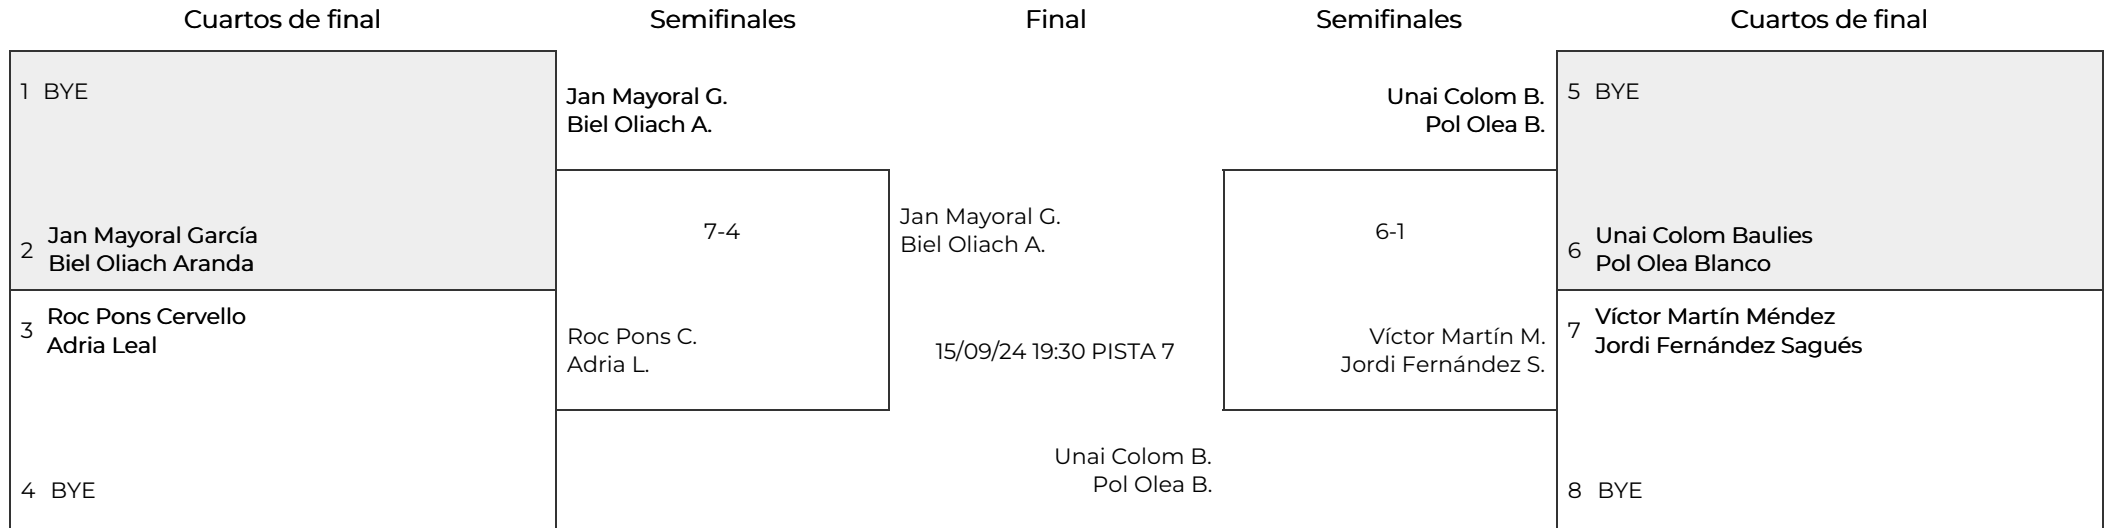 Cuartos de final
Semifinales
Final
Semifinales
Cuartos de final
1 BYE
2 Jan Mayoral García
Biel Oliach Aranda
3 Roc Pons Cervello
Adria Leal
4 BYE
Jan Mayoral G.
Biel Oliach A.
7-4
Roc Pons C.
Adria L.
Jan Mayoral G.
Biel Oliach A.
15/09/24 19:30 PISTA 7
Unai Colom B.
Pol Olea B.
Unai Colom B.
Pol Olea B.
6-1
Víctor Martín M.
Jordi Fernández S.
5 BYE
6 Unai Colom Baulies
Pol Olea Blanco
7 Víctor Martín Méndez
Jordi Fernández Sagués
8 BYE